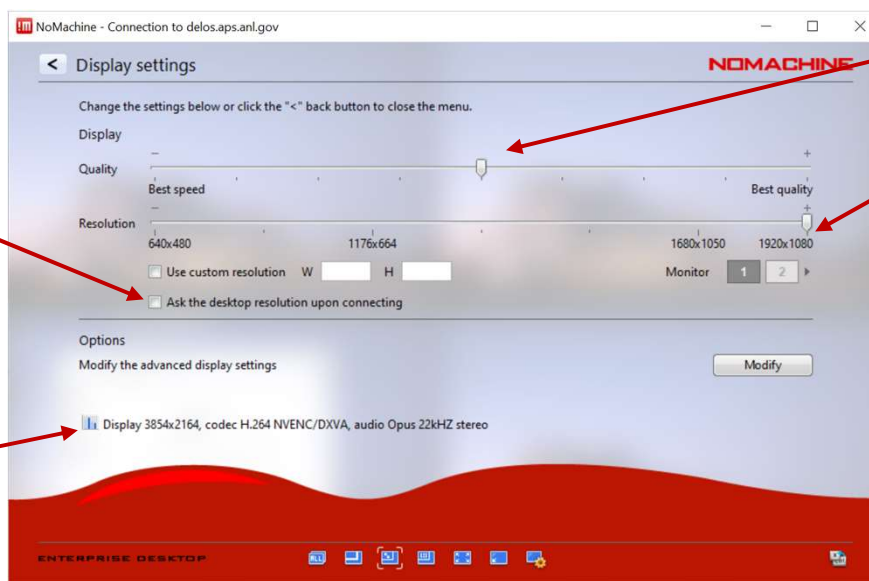 NoMachine - Connection to delos.aps.anl.gov
< Display settings NOMACHINE
Change the settings below or click the "<" back button to close the menu.
Display
− +
Quality
Best speed Best quality
− +
Resolution
640x480 1176x664 1680x1050 1920x1080
Use custom resolution W H Monitor 1 2
Ask the desktop resolution upon connecting
Options
Modify the advanced display settings Modify
Display 3854x2164, codec H.264 NVENC/DXVA, audio Opus 22kHZ stereo
ENTERPRISE DESKTOP